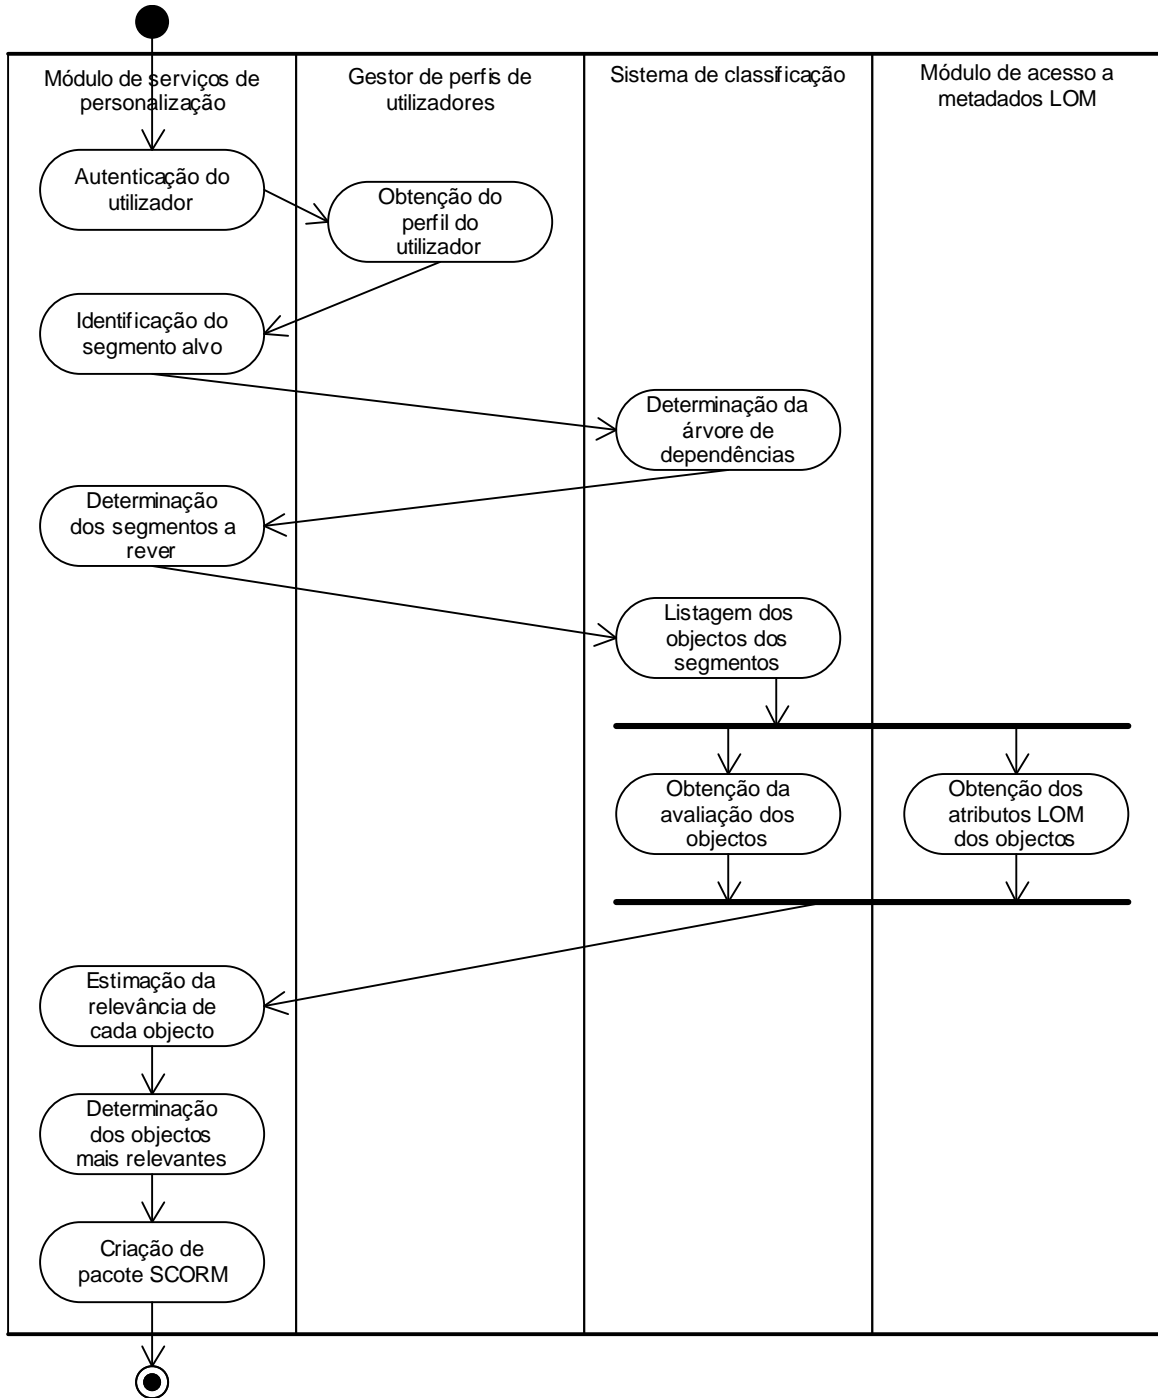 Módulo de serviços de
personalização
Gestor de perfis de
utilizadores
Sistema de classificação
Módulo de acesso a
metadados LOM
Autenticação do
utilizador
Obtenção do
perfil do
utilizador
Identificação do
segmento alvo
Determinação da
árvore de
dependências
Determinação
dos segmentos a
rever
Listagem dos
objectos dos
segmentos
Obtenção da
avaliação dos
objectos
Obtenção dos
atributos LOM
dos objectos
Estimação da
relevância de
cada objecto
Determinação
dos objectos
mais relevantes
Criação de
pacote SCORM